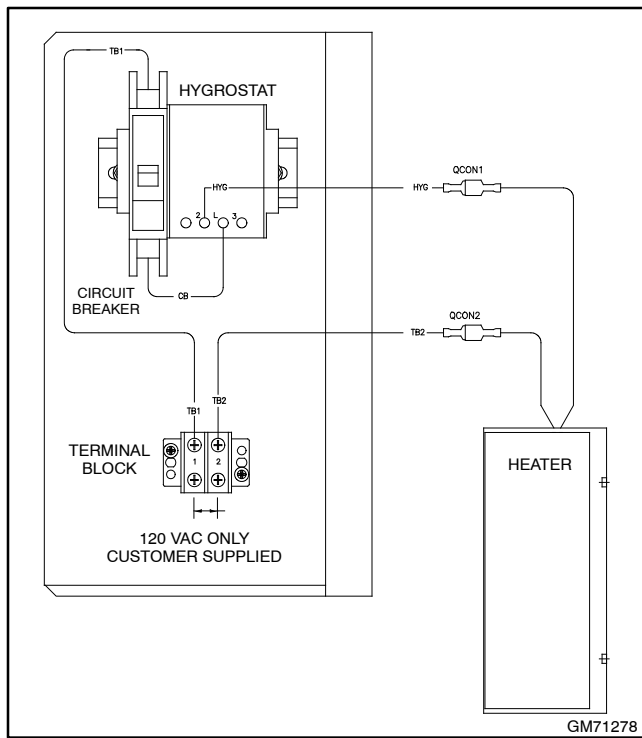 TB1
HYGROSTAT
QCON1
HYG
HYG
2 L 3
CIRCUIT
BREAKER
CB
QCON2
TB2
TB1
TB2
TERMINAL
BLOCK
1 2
HEATER
120 VAC ONLY
CUSTOMER SUPPLIED
GM71278